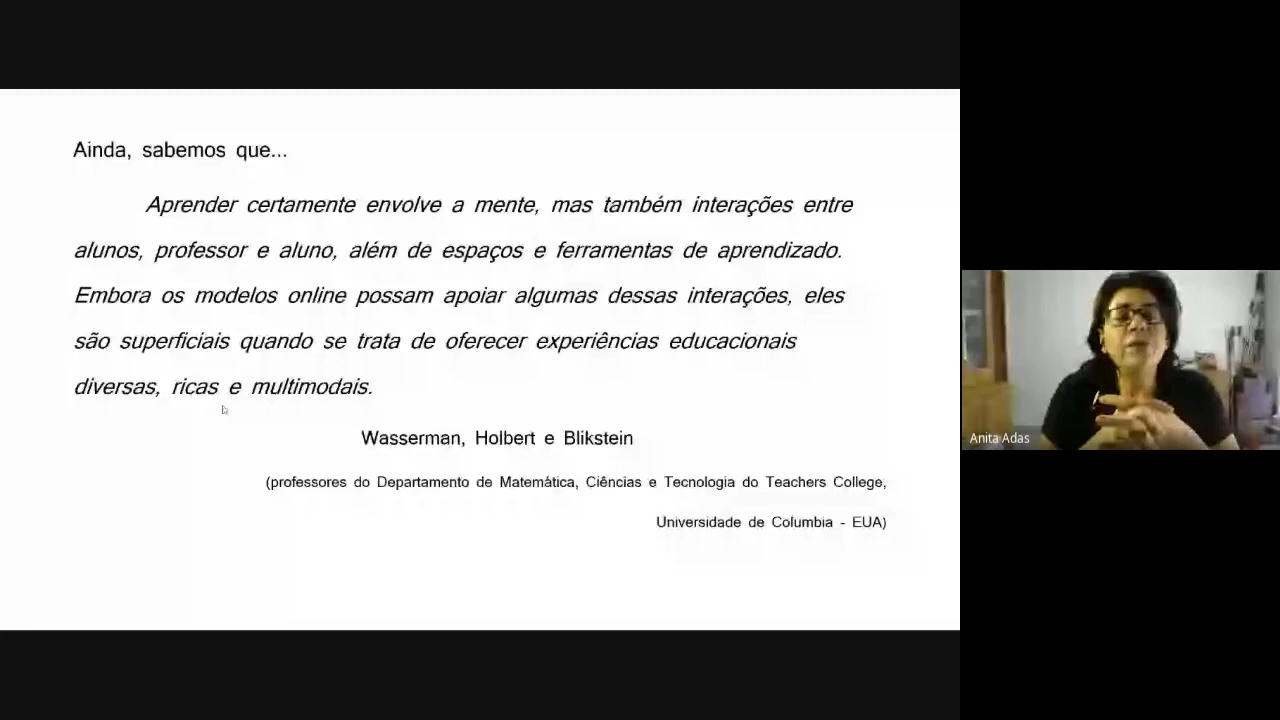 Ainda, sabemos que...
Aprender certamente envolve a mente, mas também interações entre
alunos, professor e aluno, além de espaços e ferramentas de aprendizado.
Embora os modelos online possam apoiar algumas dessas interações, eles
são superficiais quando se trata de oferecer experiências educacionais
diversas, ricas e multimodais.
Wasserman, Holbert e Blikstein
(professores do Departamento de Matemática, Ciências e Tecnologia do Teachers College,
Universidade de Columbia - EUA)
Anita Adas